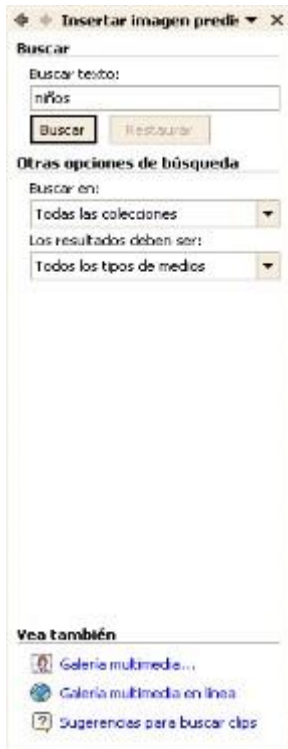 Insertar imagen predi
Buscar
Buscar texto:
niños
Buscar Restaurar
Otras opciones de búsqueda
Buscar en:
Todas las colecciones
Los resultados deben ser:
Todos los tipos de medios
Vea también
Galería multimedia...
Galería multimedia en línea
Sugerencias para buscar clips